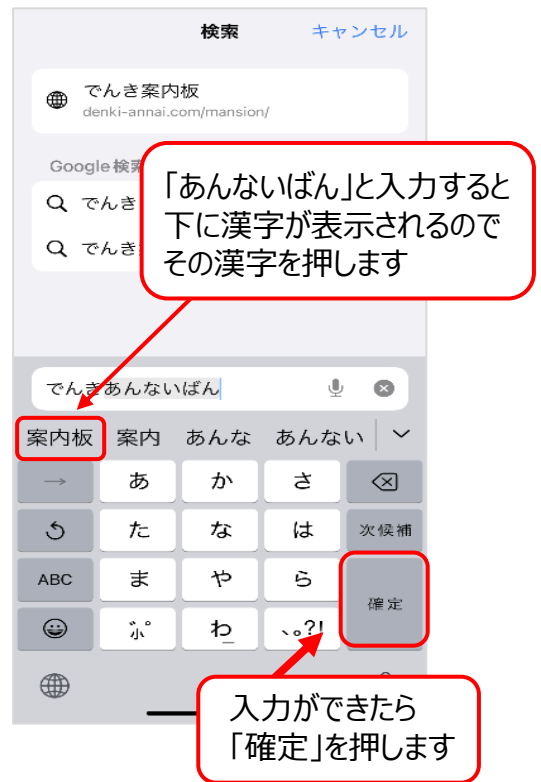 検索 キャンセル
でんき案内板
denki-annai.com/mansion/
Google検索
「あんないばん」と入力すると
下に漢字が表示されるので
その漢字を押します
でんき
でんき
でんきあんないばん
案内板 案内 あんな あんない
→ あ か さ
た な は 次候補
ABC ま や ら 確定
^^ わ 、。?!
入力ができたら
「確定」を押します